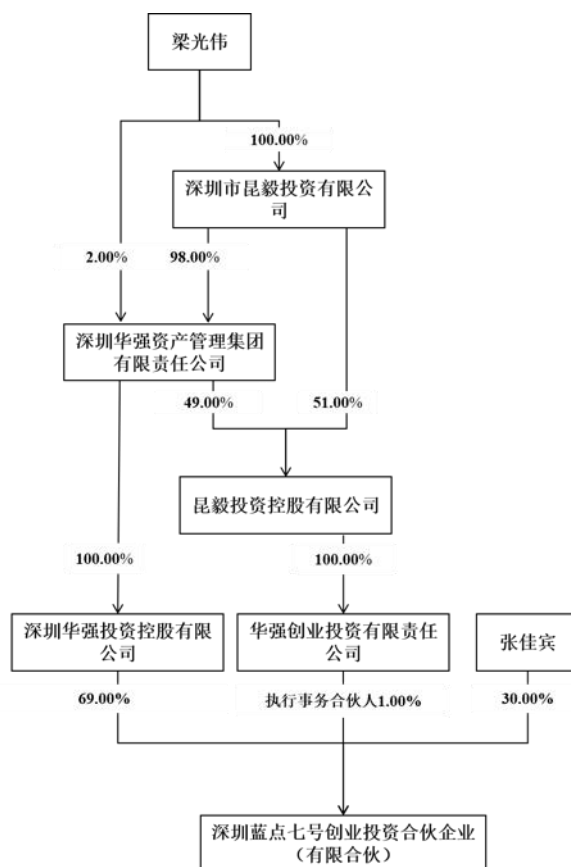 梁光伟
100.00%
深圳市昆毅投资有限公
司
2.00%
98.00%
深圳华强资产管理集团
有限责任公司
49.00%
51.00%
昆毅投资控股有限公司
100.00%
100.00%
深圳华强投资控股有限
公司
华强创业投资有限责任
公司
张佳宾
69.00%
执行事务合伙人1.00%
30.00%
深圳蓝点七号创业投资合伙企业
（有限合伙）